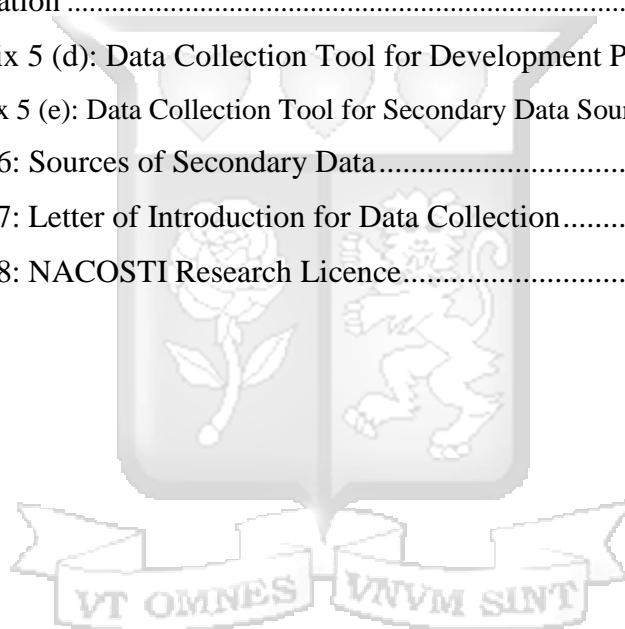 ation ..............................................................................
ix 5 (d): Data Collection Tool for Development P
x 5 (e): Data Collection Tool for Secondary Data Sour
6: Sources of Secondary Data...................................
7: Letter of Introduction for Data Collection.......
8: NACOSTI Research Licence................................
VT OMNES VNVM SINT